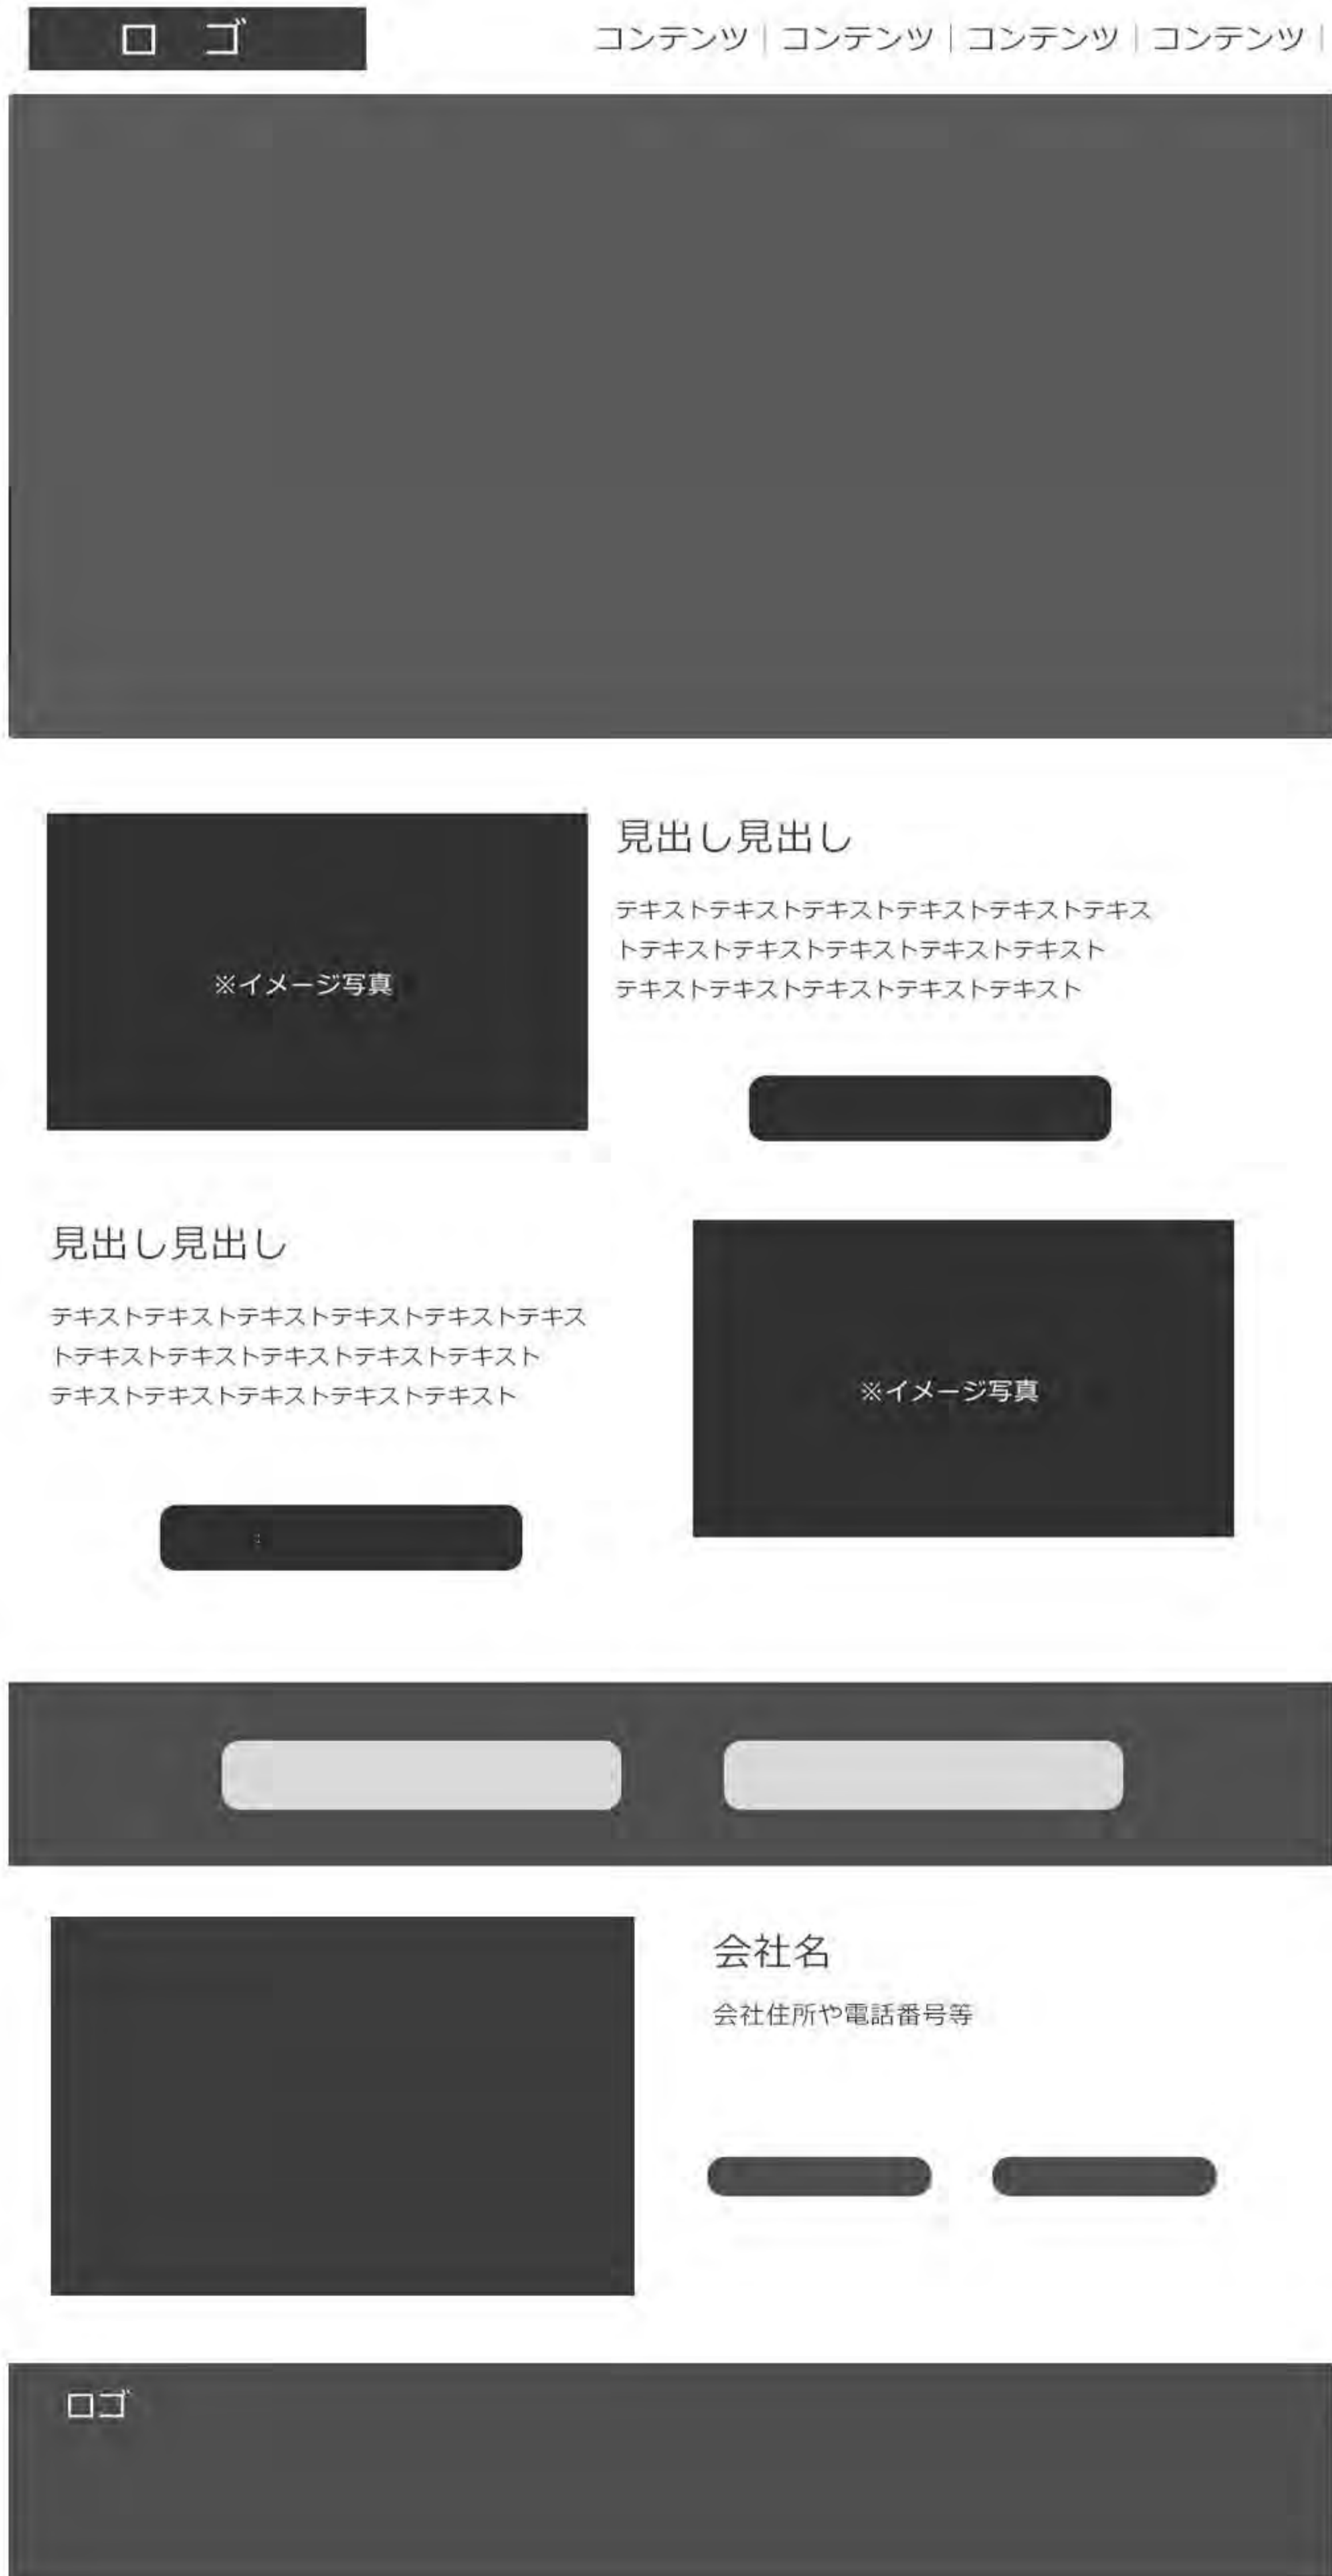 ロ ゴ
コンテンツ｜コンテンツ｜コンテンツ｜コンテンツ｜
※イメージ写真
見出し見出し
テキストテキストテキストテキストテキストテキス
トテキストテキストテキストテキストテキスト
テキストテキストテキストテキストテキスト
見出し見出し
テキストテキストテキストテキストテキストテキス
トテキストテキストテキストテキストテキスト
テキストテキストテキストテキストテキスト
※イメージ写真
会社名
会社住所や電話番号等
ロゴ